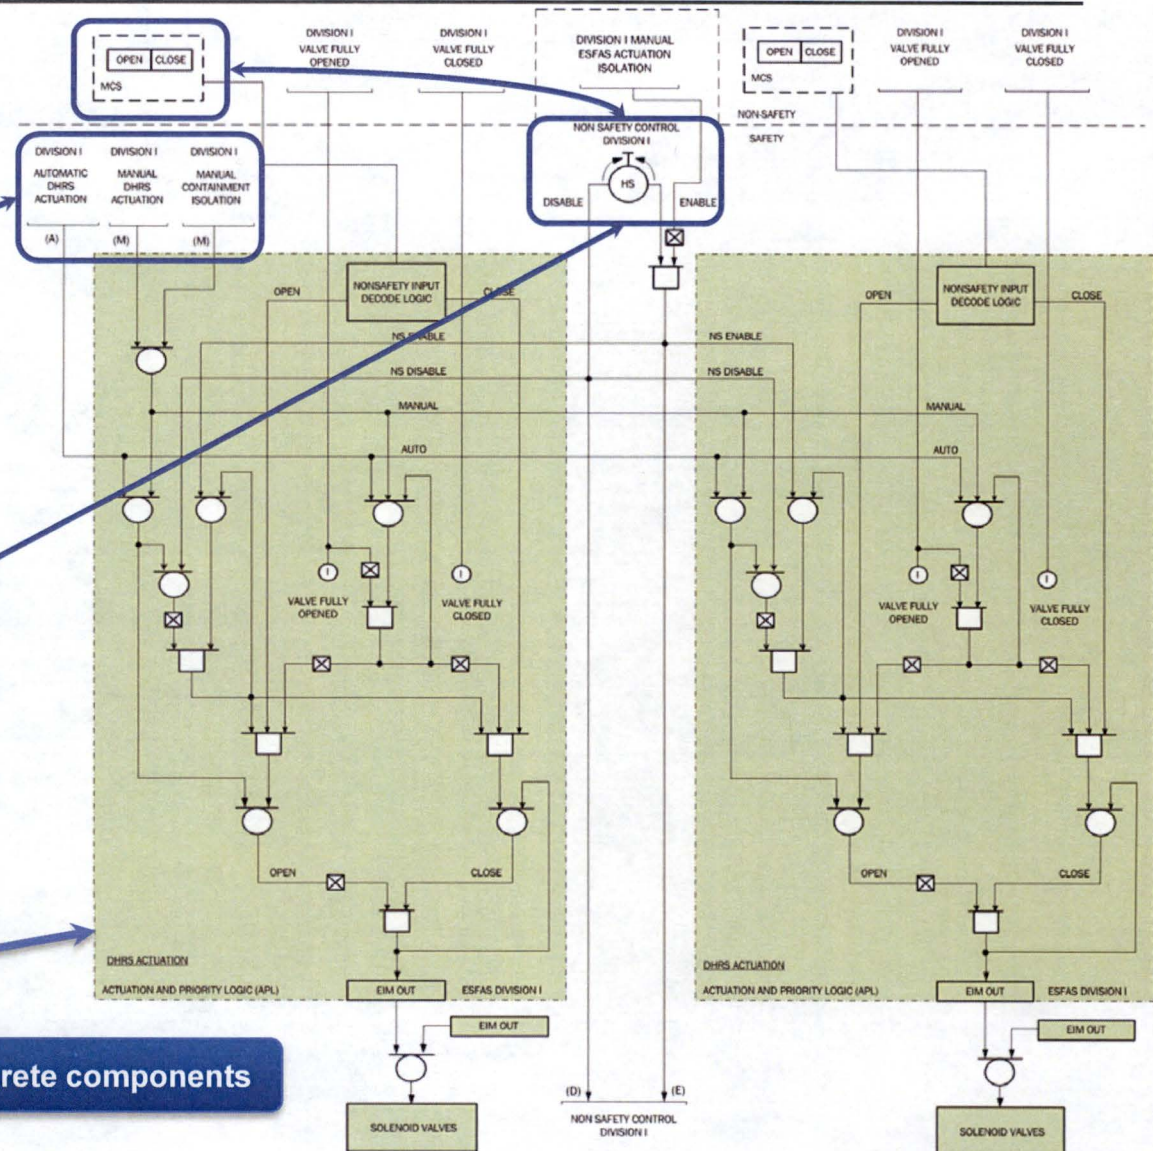 OPEN CLOSE
MCS
DIVISION I
VALVE FULLY
OPENED
DIVISION I
VALVE FULLY
CLOSED
DIVISION I MANUAL
ESFAS ACTUATION
ISOLATION
OPEN CLOSE
MCS
DIVISION I
VALVE FULLY
OPENED
DIVISION I
VALVE FULLY
CLOSED
NON-SAFETY
SAFETY
DIVISION I
AUTOMATIC
DHRS
ACTUATION
(A)
DIVISION I
MANUAL
DHRS
ACTUATION
(M)
DIVISION I
MANUAL
CONTAINMENT
ISOLATION
(M)
NON SAFETY CONTROL
DIVISION I
HS
DISABLE
ENABLE
NONSAFETY INPUT
DECODE LOGIC
OPEN
CLOSE
NS ENABLE
NS DISABLE
MANUAL
AUTO
I
VALVE FULLY
OPENED
I
VALVE FULLY
CLOSED
OPEN
CLOSE
DHRS ACTUATION
ACTUATION AND PRIORITY LOGIC (APL)
EIM OUT
ESFAS DIVISION I
EIM OUT
SOLENOID VALVES
NONSAFETY INPUT
DECODE LOGIC
OPEN
CLOSE
NS ENABLE
NS DISABLE
MANUAL
AUTO
I
VALVE FULLY
OPENED
I
VALVE FULLY
CLOSED
OPEN
CLOSE
DHRS ACTUATION
ACTUATION AND PRIORITY LOGIC (APL)
EIM OUT
ESFAS DIVISION I
EIM OUT
SOLENOID VALVES
(D)
(E)
NON SAFETY CONTROL
DIVISION I
rete components